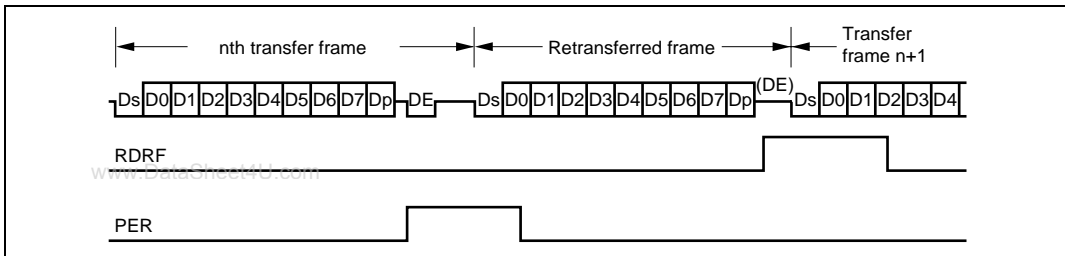 nth transfer frame Retransferred frame Transfer
frame n+1
(DE)
Ds D0 D1 D2 D3 D4 D5 D6 D7 Dp DE Ds D0 D1 D2 D3 D4 D5 D6 D7 Dp Ds D0 D1 D2 D3 D4
RDRF
www.DataSheet4U.com
PER